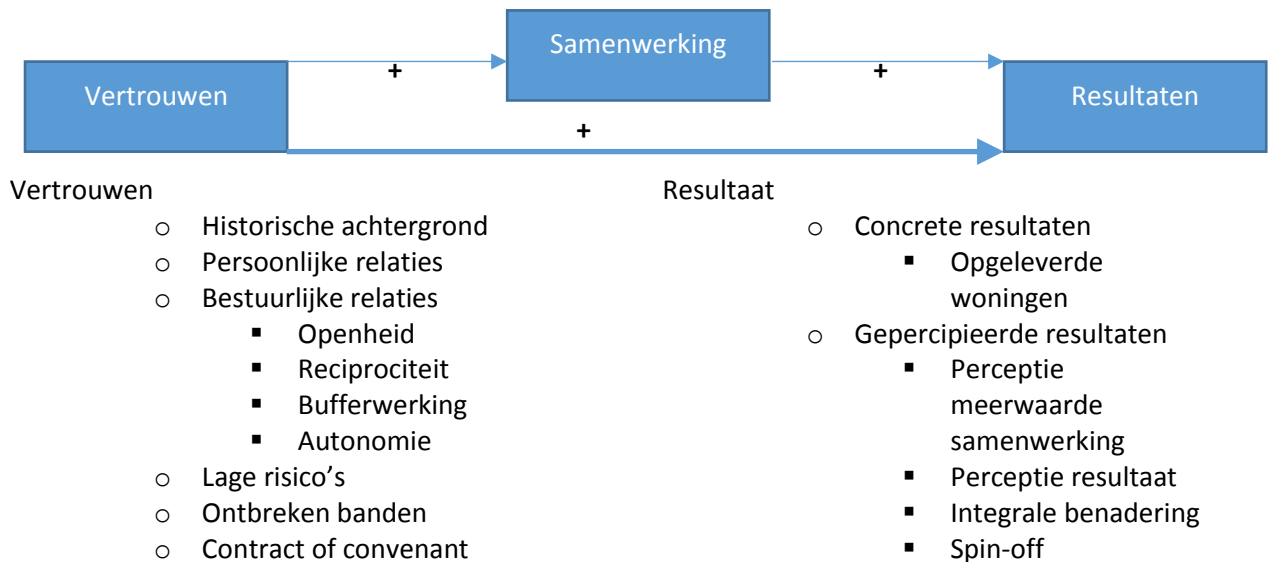 Samenwerking
+
+
Vertrouwen
Resultaten
+
Vertrouwen
o Historische achtergrond
o Persoonlijke relaties
o Bestuurlijke relaties
▪ Openheid
▪ Reciprociteit
▪ Bufferwerking
▪ Autonomie
o Lage risico’s
o Ontbreken banden
o Contract of convenant
Resultaat
o Concrete resultaten
▪ Opgeleverde
woningen
o Gepercipieerde resultaten
▪ Perceptie
meerwaarde
samenwerking
▪ Perceptie resultaat
▪ Integrale benadering
▪ Spin-off